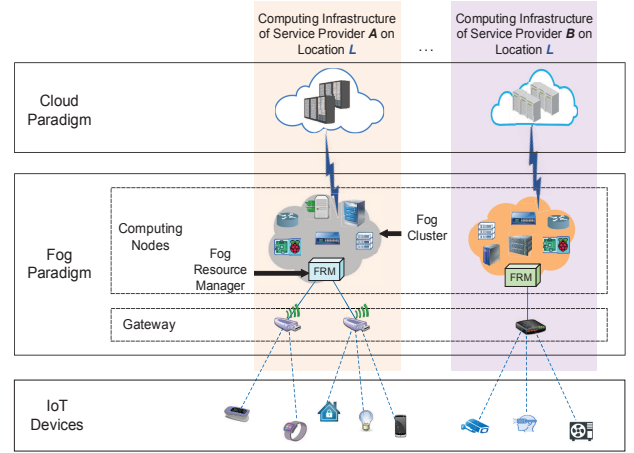 Computing Infrastructure
of Service Provider A on
Location L
...
Computing Infrastructure
of Service Provider B on
Location L
Cloud
Paradigm
Fog
Paradigm
Computing
Nodes
Fog
Cluster
Fog
Resource
Manager
FRM
FRM
Gateway
IoT
Devices